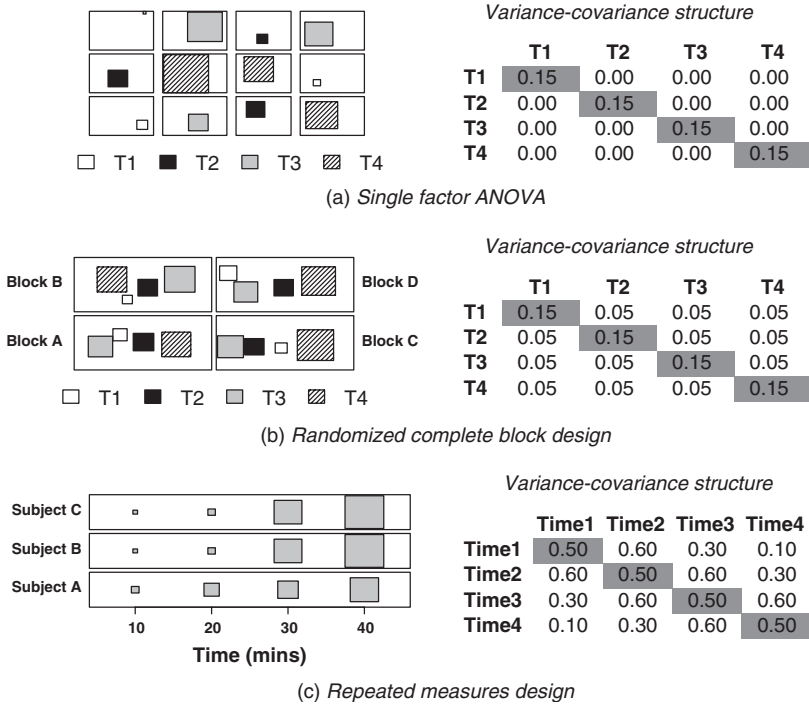 Variance-covariance structure
T1 T2 T3 T4
T1 0.15 0.00 0.00 0.00
T2 0.00 0.15 0.00 0.00
T3 0.00 0.00 0.15 0.00
T4 0.00 0.00 0.00 0.15
T1 T2 T3 T4
(a) Single factor ANOVA
Variance-covariance structure
Block B
Block D
Block A
Block C
T1 T2 T3 T4
T1 0.15 0.05 0.05 0.05
T2 0.05 0.15 0.05 0.05
T3 0.05 0.05 0.15 0.05
T4 0.05 0.05 0.05 0.15
T1 T2 T3 T4
(b) Randomized complete block design
Variance-covariance structure
Subject C
Subject B
Subject A
10 20 30 40
Time (mins)
Time1 Time2 Time3 Time4
Time1 0.50 0.60 0.30 0.10
Time2 0.60 0.50 0.60 0.30
Time3 0.30 0.60 0.50 0.60
Time4 0.10 0.30 0.60 0.50
(c) Repeated measures design